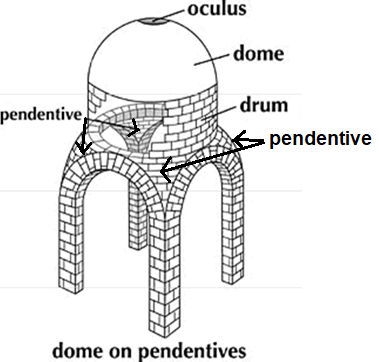 oculus
dome
drum
pendentive
pendentive
dome on pendentives